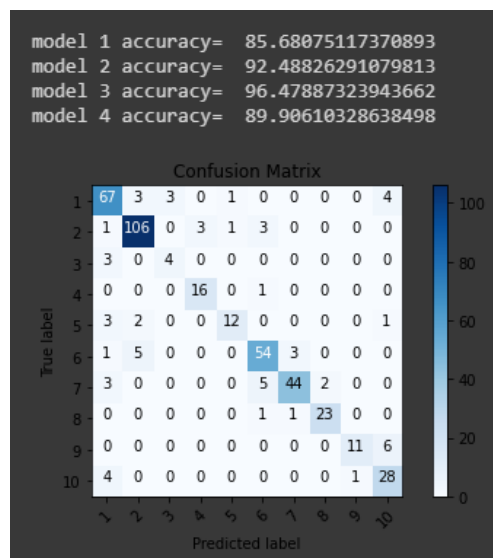 model 1 accuracy=  85.68075117370893
model 2 accuracy=  92.48826291079813
model 3 accuracy=  96.47887323943662
model 4 accuracy=  89.90610328638498
Confusion Matrix
1 67 3 3 0 1 0 0 0 0 4
2 1 106 0 3 1 3 0 0 0 0
3 3 0 4 0 0 0 0 0 0 0
4 0 0 0 16 0 1 0 0 0 0
5 3 2 0 0 12 0 0 0 0 1
6 1 5 0 0 0 54 3 0 0 0
7 3 0 0 0 0 5 44 2 0 0
8 0 0 0 0 0 1 1 23 0 0
9 0 0 0 0 0 0 0 0 11 6
10 4 0 0 0 0 0 0 0 1 28
1 2 3 4 5 6 7 8 9 10
True label
Predicted label
100
80
60
40
20
0